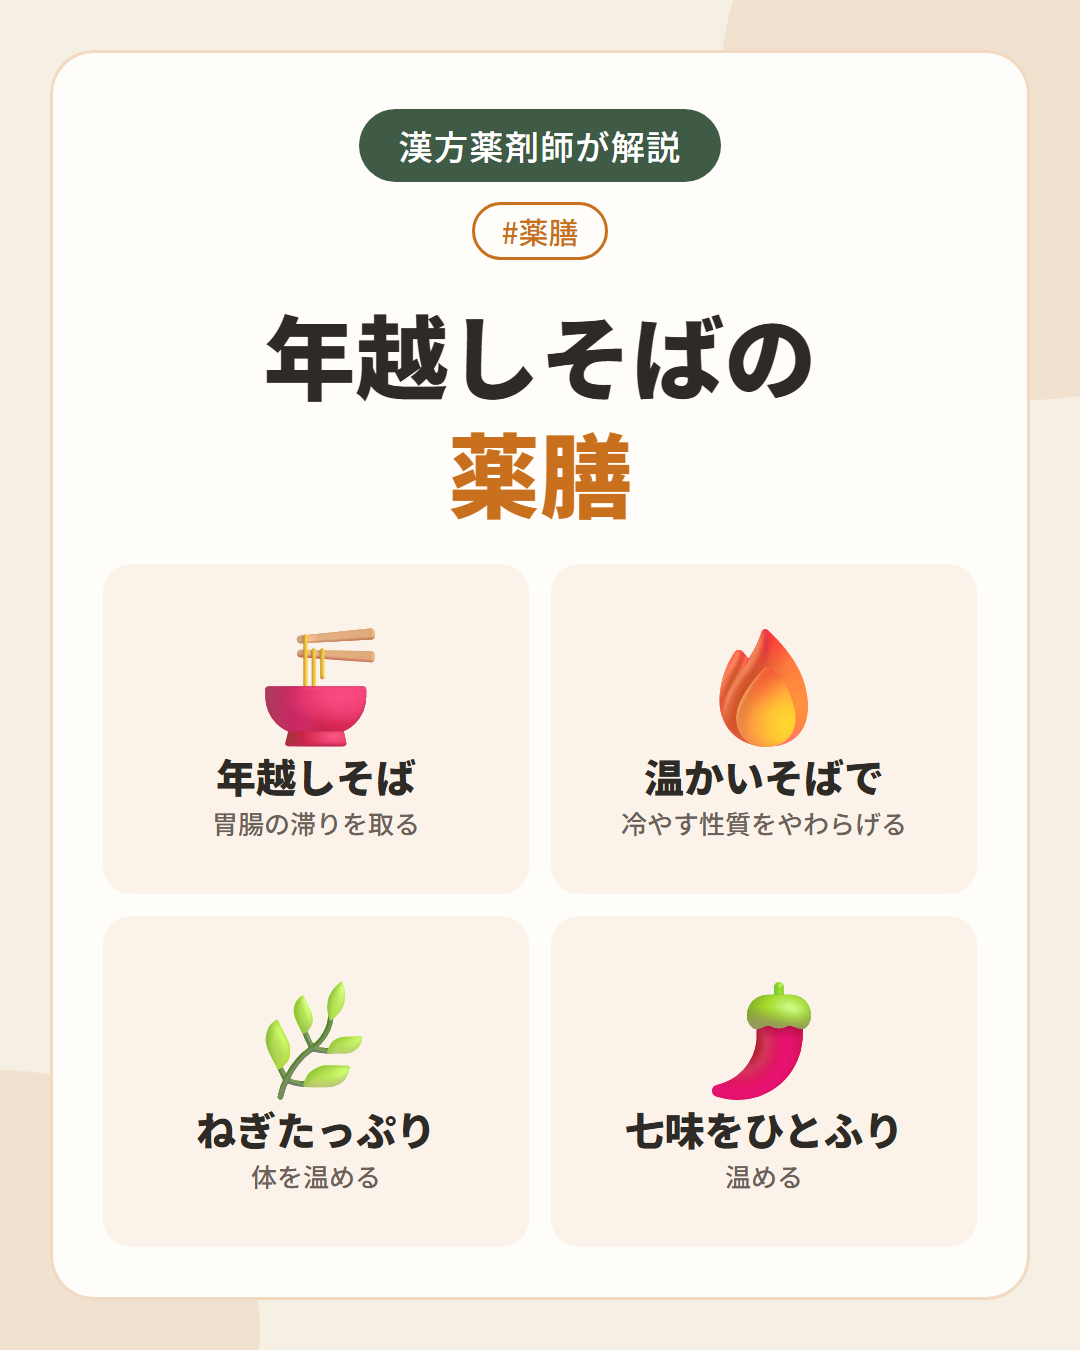 漢方薬剤師が解説
#薬膳
年越しそばの
薬膳
年越しそば
胃腸の滞りを取る
温かいそばで
冷やす性質をやわらげる
ねぎたっぷり
体を温める
七味をひとふり
温める